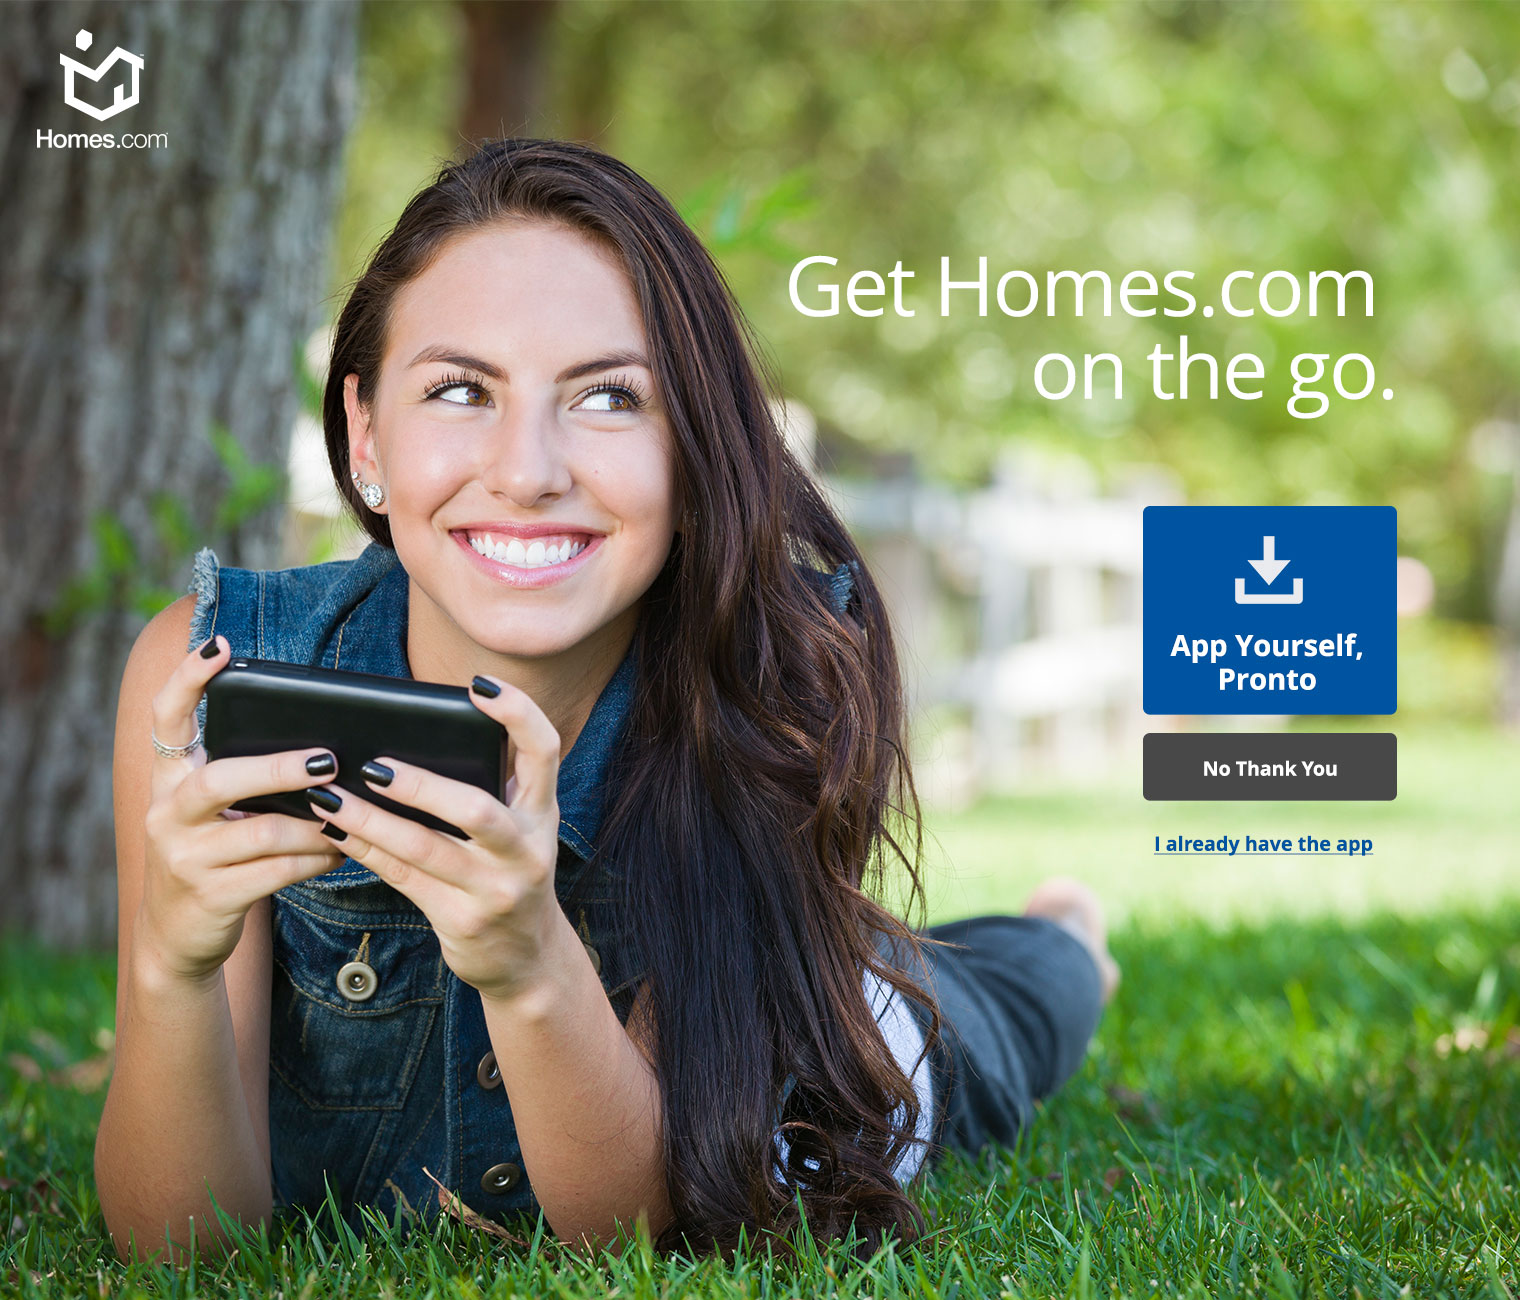 Homes.com
Get Homes.com
on the go.
App Yourself,
Pronto
No Thank You
I already have the app